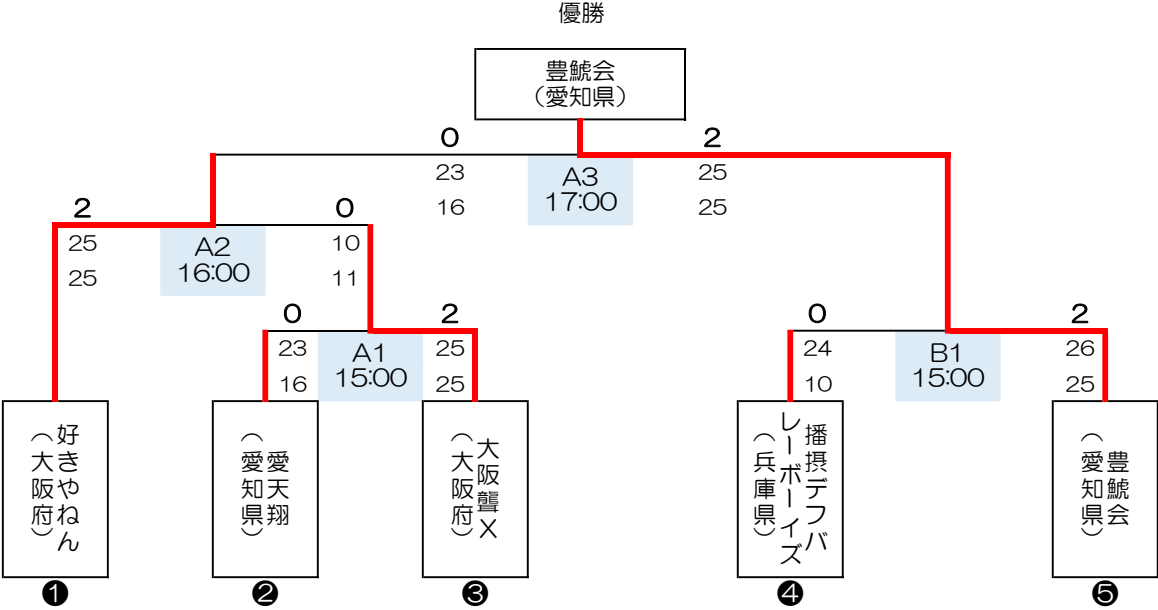 優勝
豊鯱会
（愛知県）
0
2
23
A3
25
16
17:00
25
2
0
25
A2
10
25
16:00
11
0
2
0
2
23
A1
25
24
B1
26
16
15:00
25
10
15:00
25
好きやねん
（大阪府）
愛天翔
（愛知県）
大阪聾X
（大阪府）
播摂デフバ
レーボーイズ
（兵庫県）
豊鯱会
（愛知県）
❶
❷
❸
❹
❺